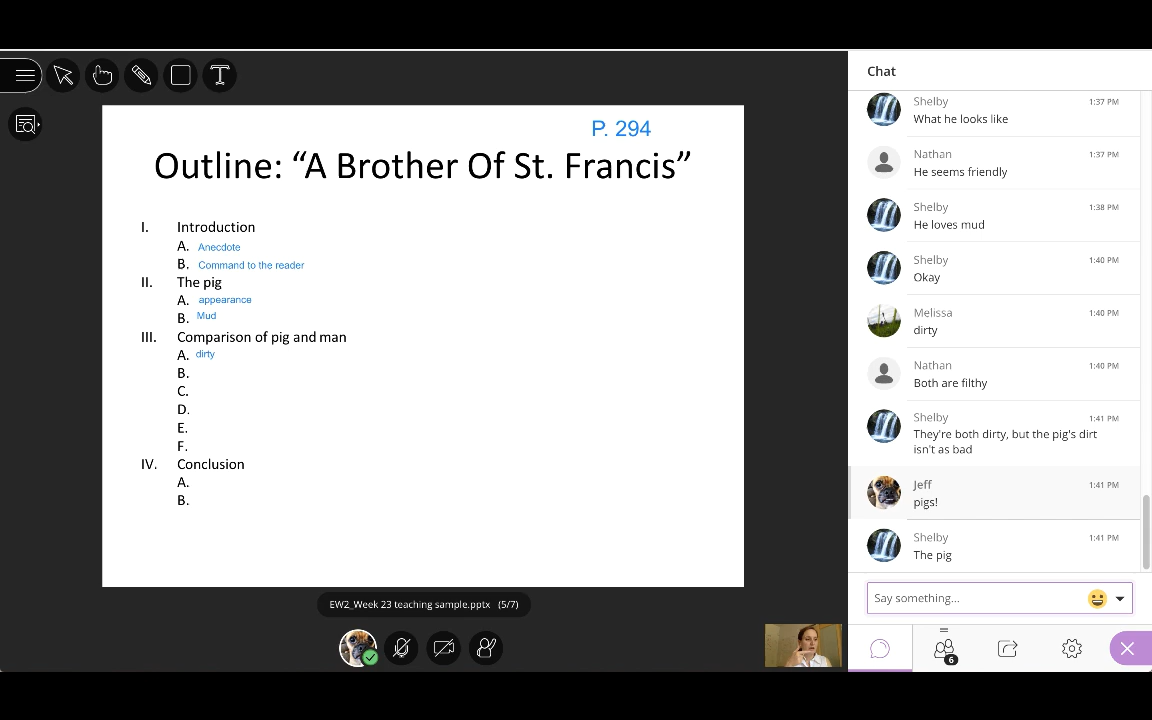 P. 294
Outline: “A Brother Of St. Francis”
I. Introduction
A. Anecdote
B. Command to the reader
II. The pig
A. appearance
B. Mud
III. Comparison of pig and man
A. dirty
B.
C.
D.
E.
F.
IV. Conclusion
A.
B.
EW2_Week 23 teaching sample.pptx (5/7)
Chat
Shelby 1:37 PM
What he looks like
Nathan 1:37 PM
He seems friendly
Shelby 1:38 PM
He loves mud
Shelby 1:40 PM
Okay
Melissa 1:40 PM
dirty
Nathan 1:40 PM
Both are filthy
Shelby 1:41 PM
They're both dirty, but the pig's dirt
isn't as bad
Jeff 1:41 PM
pigs!
Shelby 1:41 PM
The pig
Say something...
6